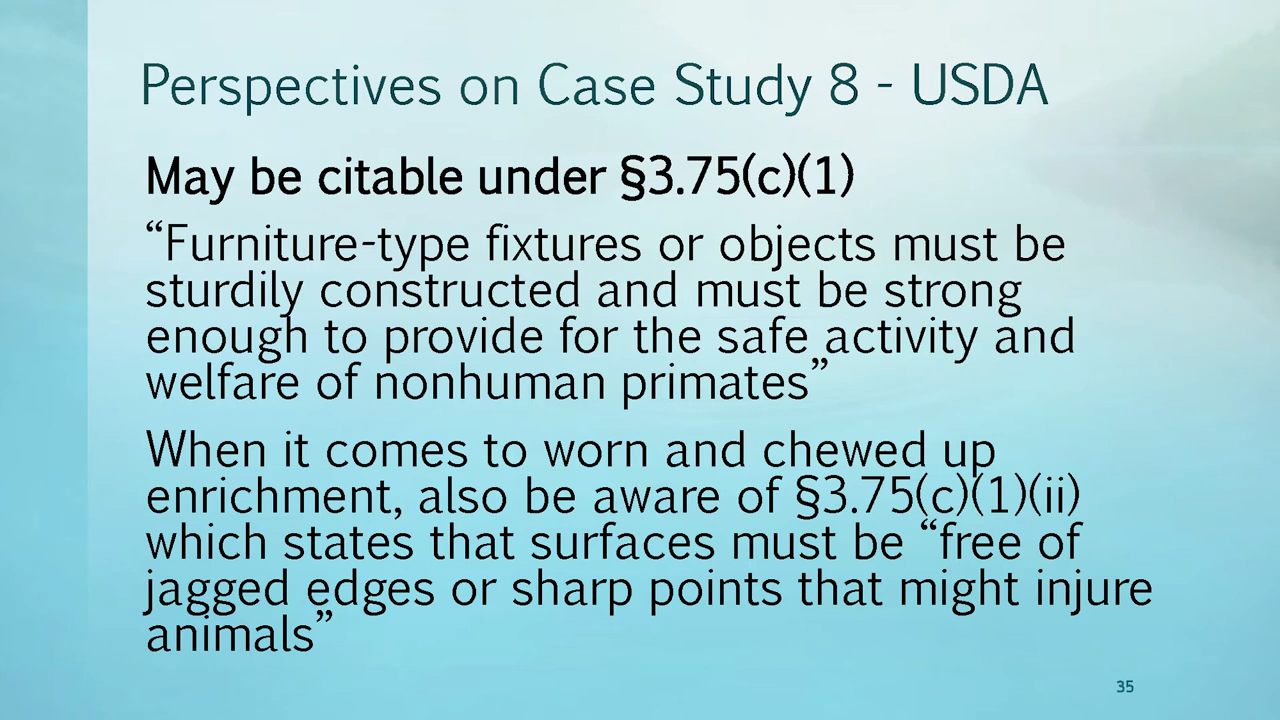 Perspectives on Case Study 8 - USDA
May be citable under §3.75(c)(1)
“Furniture-type fixtures or objects must be
sturdily constructed and must be strong
enough to provide for the safe activity and
welfare of nonhuman primates”
When it comes to worn and chewed up
enrichment, also be aware of §3.75(c)(1)(ii)
which states that surfaces must be “free of
jagged edges or sharp points that might injure
animals”
35